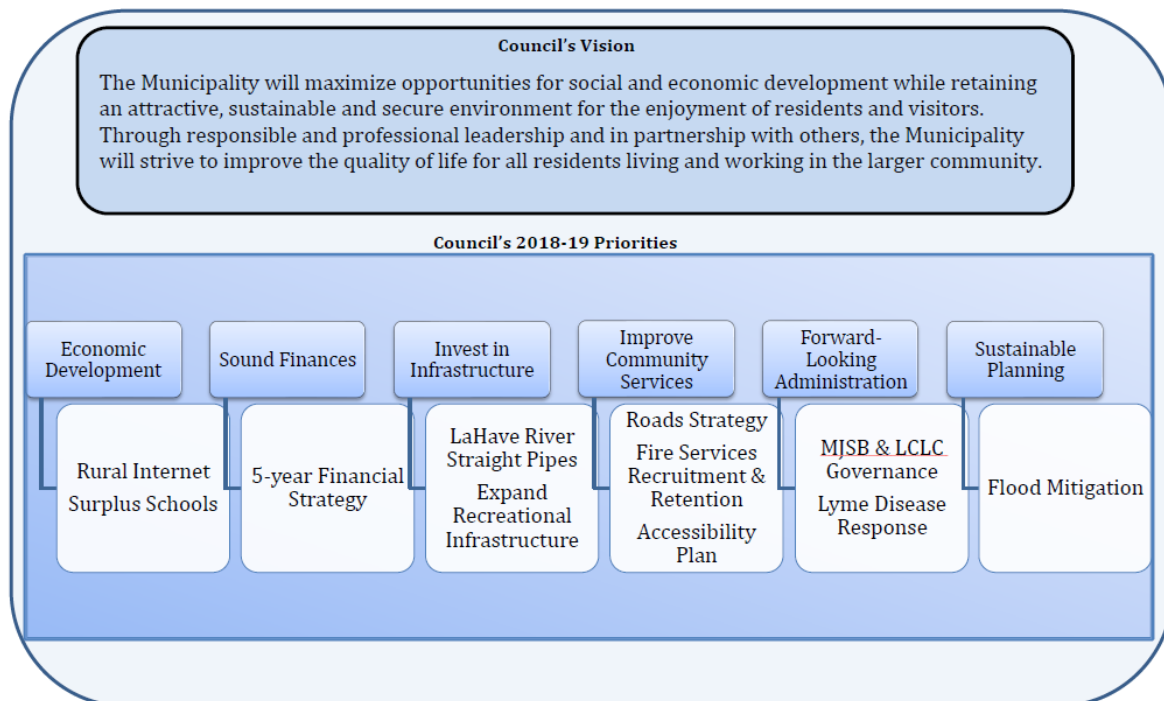 Council's Vision
The Municipality will maximize opportunities for social and economic development while retaining
an attractive, sustainable and secure environment for the enjoyment of residents and visitors.
Through responsible and professional leadership and in partnership with others, the Municipality
will strive to improve the quality of life for all residents living and working in the larger community.
Council's 2018-19 Priorities
Economic
Development
Rural Internet
Surplus Schools
Sound Finances
5-year Financial
Strategy
Invest in
Infrastructure
LaHave River
Straight Pipes
Expand
Recreational
Infrastructure
Improve
Community
Services
Roads Strategy
Fire Services
Recruitment &
Retention
Accessibility
Plan
Forward-
Looking
Administration
MJSB & LCLC
Governance
Lyme Disease
Response
Sustainable
Planning
Flood Mitigation